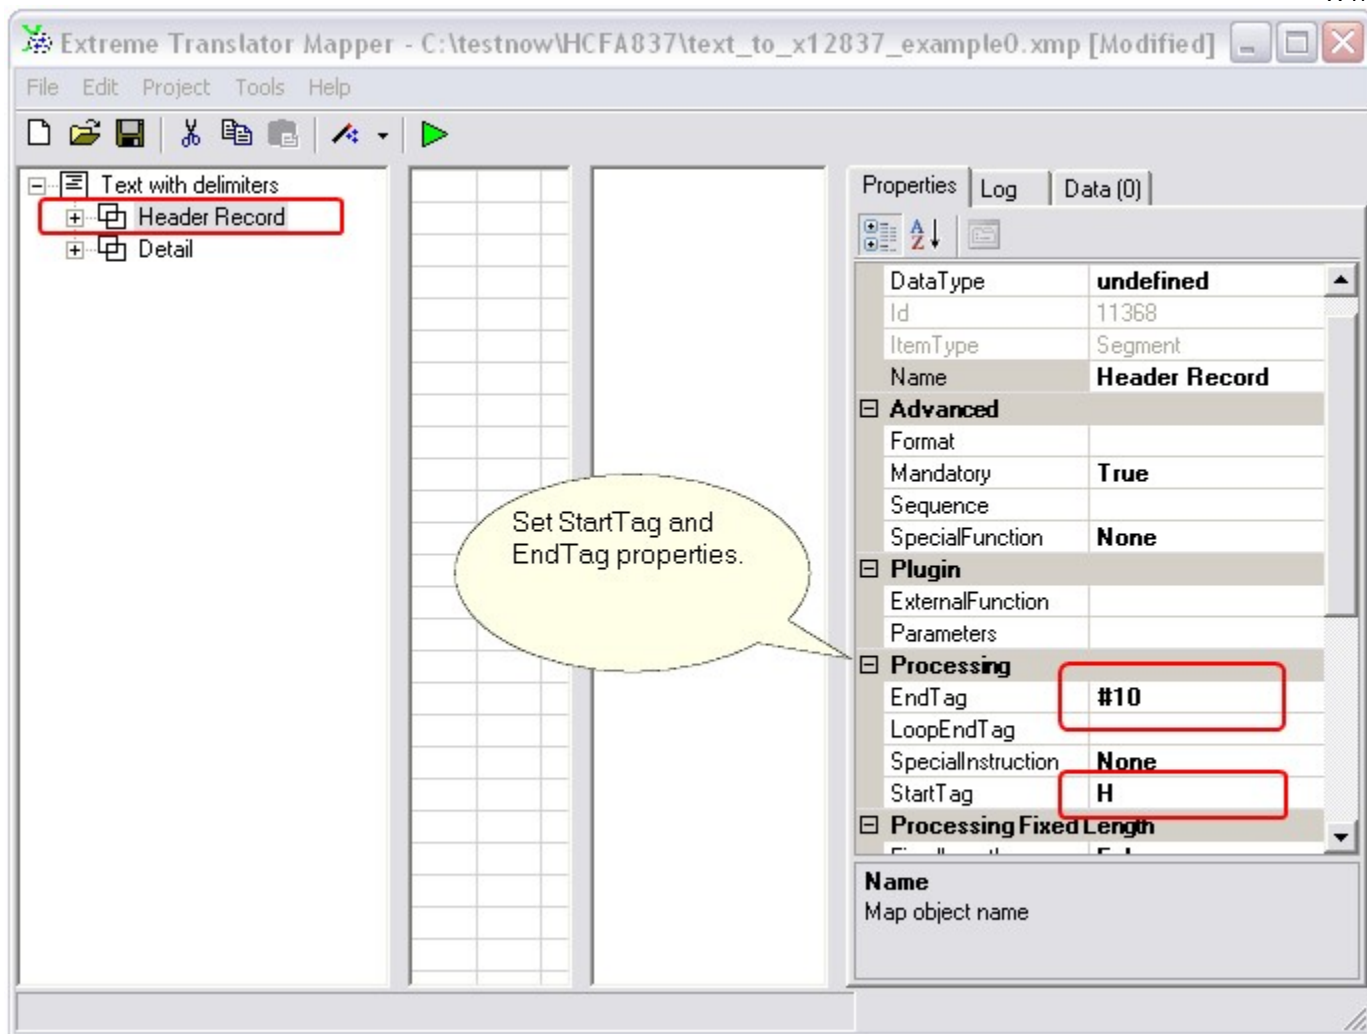 Extreme Translator Mapper - C:\testnow\HCFA837\text_to_x12837_example0.xmp [Modified]
File Edit Project Tools Help
Text with delimiters
Header Record
Detail
Set StartTag and
EndTag properties.
Properties Log Data (0)
DataType undefined
Id 11368
ItemType Segment
Name Header Record
Advanced
Format
Mandatory True
Sequence
SpecialFunction None
Plugin
ExternalFunction
Parameters
Processing
EndTag #10
LoopEndTag
SpecialInstruction None
StartTag H
Processing Fixed Length
Name
Map object name